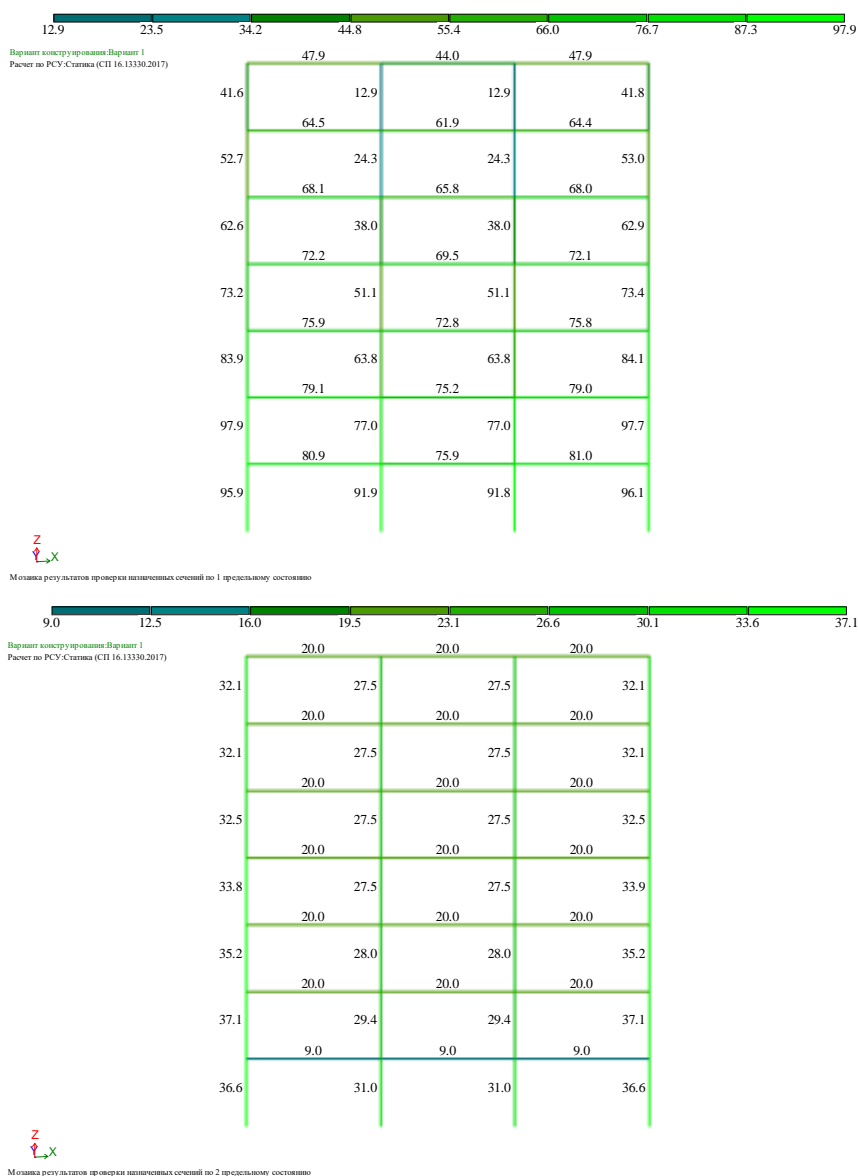 12.9 23.5 34.2 44.8 55.4 66.0 76.7 87.3 97.9
Вариант конструирования:Вариант 1
Расчет по РСУ:Статика (СП 16.13330.2017)
47.9 44.0 47.9
41.6 12.9 12.9 41.8
64.5 61.9 64.4
52.7 24.3 24.3 53.0
68.1 65.8 68.0
62.6 38.0 38.0 62.9
72.2 69.5 72.1
73.2 51.1 51.1 73.4
75.9 72.8 75.8
83.9 63.8 63.8 84.1
79.1 75.2 79.0
97.9 77.0 77.0 97.7
80.9 75.9 81.0
95.9 91.9 91.8 96.1
Z
Y X
Мозаика результатов проверки назначенных сечений по 1 предельному состоянию
9.0 12.5 16.0 19.5 23.1 26.6 30.1 33.6 37.1
Вариант конструирования:Вариант 1
Расчет по РСУ:Статика (СП 16.13330.2017)
20.0 20.0 20.0
32.1 27.5 27.5 32.1
20.0 20.0 20.0
32.1 27.5 27.5 32.1
20.0 20.0 20.0
32.5 27.5 27.5 32.5
20.0 20.0 20.0
33.8 27.5 27.5 33.9
20.0 20.0 20.0
35.2 28.0 28.0 35.2
20.0 20.0 20.0
37.1 29.4 29.4 37.1
9.0 9.0 9.0
36.6 31.0 31.0 36.6
Z
Y X
Мозаика результатов проверки назначенных сечений по 2 предельному состоянию